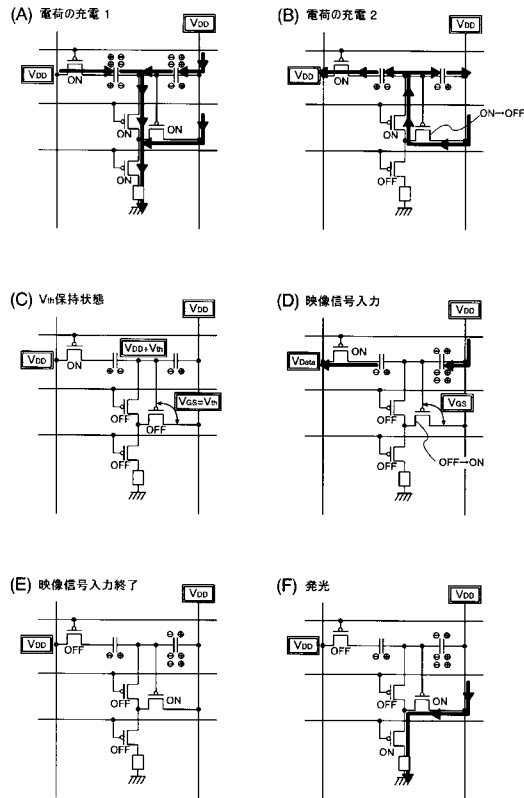 (A) 電荷の充電 1
VDD
VDD
ON
ON
ON
ON
(B) 電荷の充電 2
VDD
VDD
ON
ON
ON→OFF
OFF
(C) Vth保持状態
VDD
VDD+Vth
VDD
ON
VGS=Vth
OFF
OFF
OFF
(D) 映像信号入力
VDD
VData
ON
VGS
OFF
OFF→ON
OFF
(E) 映像信号入力終了
VDD
VDD
OFF
OFF
ON
OFF
(F) 発光
VDD
VDD
OFF
OFF
ON
ON